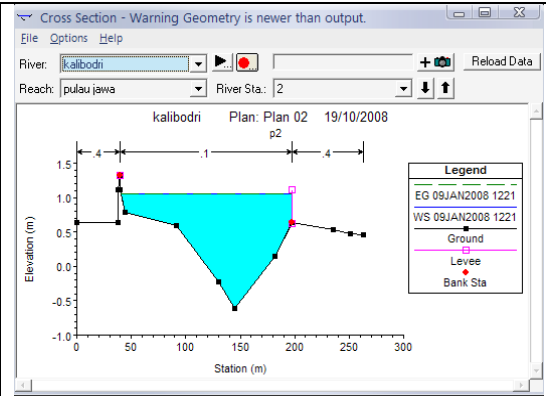 Cross Section - Warning Geometry is newer than output.
File Options Help
River: kalibodri + Reload Data
Reach: pulau jawa River Sta.: 2
kalibodri Plan: Plan 02 19/10/2008
p2
.4 .1 .4
Legend
EG 09JAN2008 1221
WS 09JAN2008 1221
Ground
Levee
Bank Sta
Elevation (m)
1.5
1.0
0.5
0.0
-0.5
-1.0
0 50 100 150 200 250 300
Station (m)